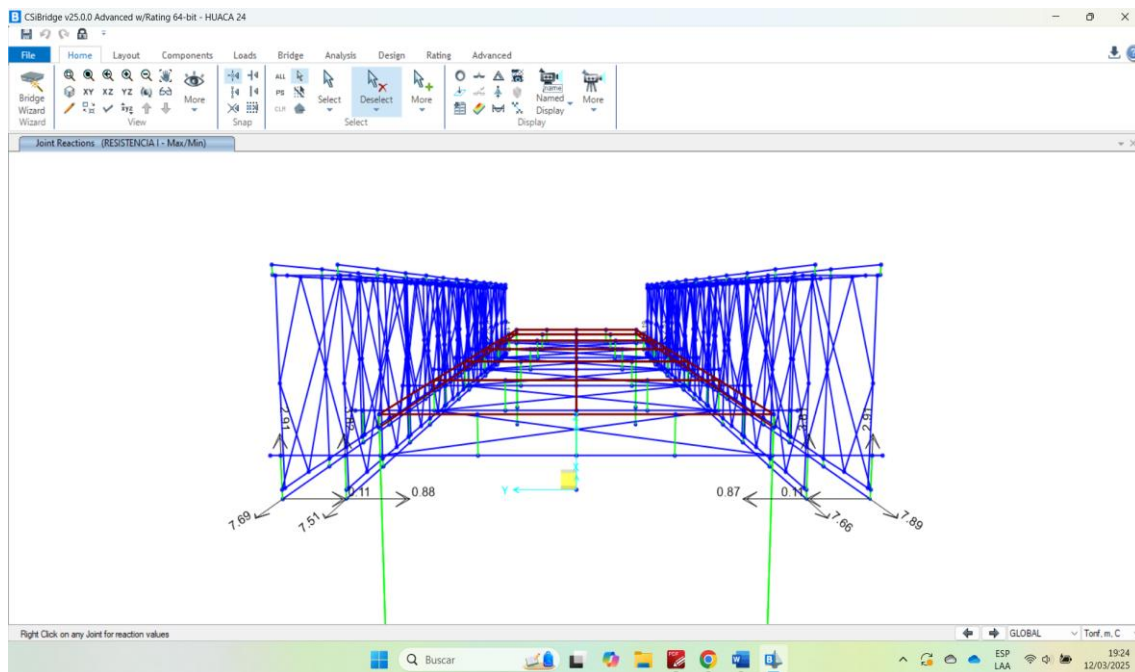 CSiBridge v25.0.0 Advanced w/Rating 64-bit - HUACA 24
File Home Layout Components Loads Bridge Analysis Design Rating Advanced
XY XZ YZ
ALL
PS
CLR
Bridge
Wizard
More
Select
Deselect
More
Named
Display
More
Wizard
View
Snap
Select
Display
Joint Reactions (RESISTENCIA I - Max/Min)
2.91
2.91
0.11 0.88
0.87 0.11
7.69 7.51
7.66 7.89
Y
X
Right Click on any Joint for reaction values
GLOBAL
Tonf, m, C
Buscar
ESP
LAA
19:24
12/03/2025